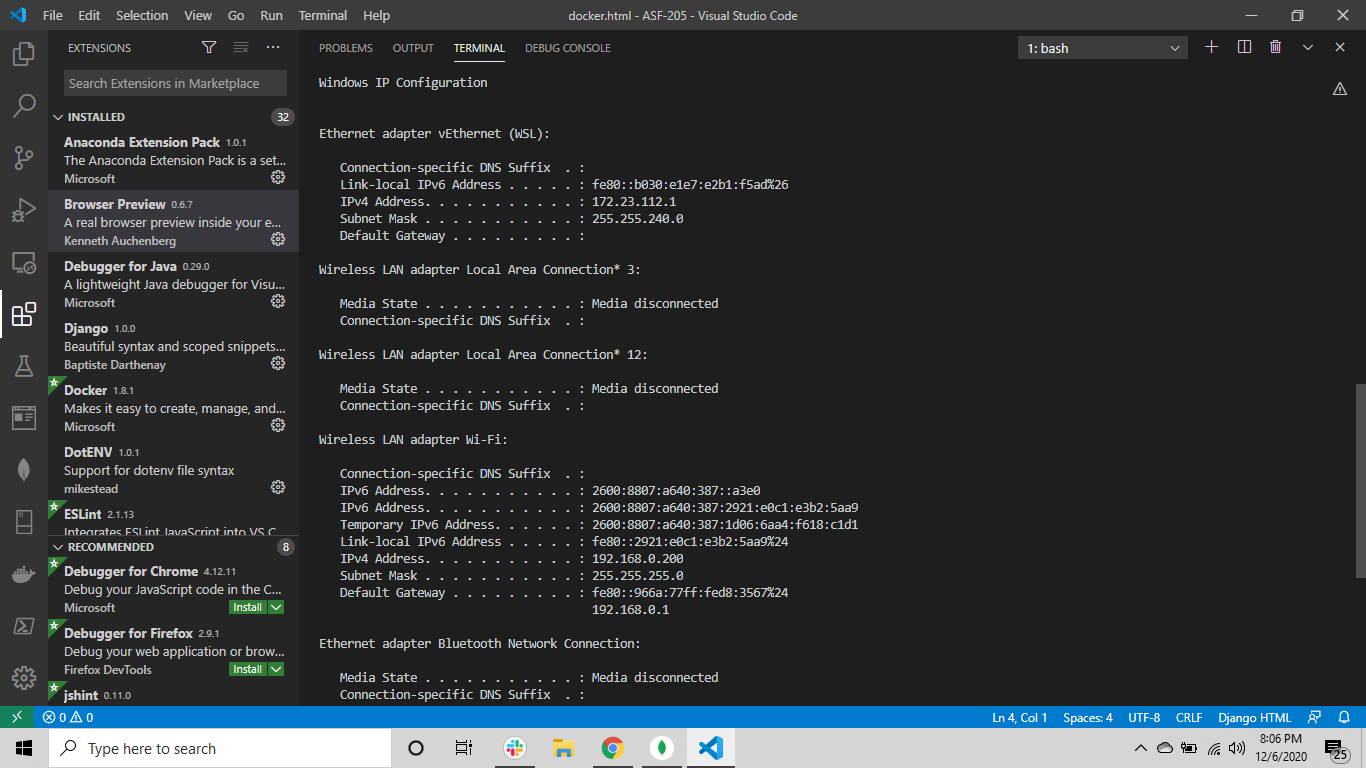 File Edit Selection View Go Run Terminal Help
docker.html - ASF-205 - Visual Studio Code
EXTENSIONS
Search Extensions in Marketplace
INSTALLED 32
Anaconda Extension Pack 1.0.1
The Anaconda Extension Pack is a set...
Microsoft
Browser Preview 0.6.7
A real browser preview inside your e...
Kenneth Auchenberg
Debugger for Java 0.29.0
A lightweight Java debugger for Visu...
Microsoft
Django 1.0.0
Beautiful syntax and scoped snippets...
Baptiste Darthenay
Docker 1.8.1
Makes it easy to create, manage, and...
Microsoft
DotENV 1.0.1
Support for dotenv file syntax
mikestead
ESLint 2.1.13
Integrates ESLint JavaScript into VS C
RECOMMENDED 8
Debugger for Chrome 4.12.11
Debug your JavaScript code in the C...
Microsoft Install
Debugger for Firefox 2.9.1
Debug your web application or brow...
Firefox DevTools Install
jshint 0.11.0
PROBLEMS OUTPUT TERMINAL DEBUG CONSOLE
1: bash
Windows IP Configuration
Ethernet adapter vEthernet (WSL):
Connection-specific DNS Suffix . :
Link-local IPv6 Address . . . . . : fe80::b030:e1e7:e2b1:f5ad%26
IPv4 Address. . . . . . . . . . . : 172.23.112.1
Subnet Mask . . . . . . . . . . . : 255.255.240.0
Default Gateway . . . . . . . . . :
Wireless LAN adapter Local Area Connection* 3:
Media State . . . . . . . . . . . : Media disconnected
Connection-specific DNS Suffix . :
Wireless LAN adapter Local Area Connection* 12:
Media State . . . . . . . . . . . : Media disconnected
Connection-specific DNS Suffix . :
Wireless LAN adapter Wi-Fi:
Connection-specific DNS Suffix . :
IPv6 Address. . . . . . . . . . . : 2600:8807:a640:387::a3e0
IPv6 Address. . . . . . . . . . . : 2600:8807:a640:387:2921:e0c1:e3b2:5aa9
Temporary IPv6 Address. . . . . . : 2600:8807:a640:387:1d06:6aa4:f618:c1d1
Link-local IPv6 Address . . . . . : fe80::2921:e0c1:e3b2:5aa9%24
IPv4 Address. . . . . . . . . . . : 192.168.0.200
Subnet Mask . . . . . . . . . . . : 255.255.255.0
Default Gateway . . . . . . . . . : fe80::966a:77ff:fed8:3567%24
192.168.0.1
Ethernet adapter Bluetooth Network Connection:
Media State . . . . . . . . . . . : Media disconnected
Connection-specific DNS Suffix . :
0 0
Ln 4, Col 1 Spaces: 4 UTF-8 CRLF Django HTML
Type here to search
8:06 PM
12/6/2020
25